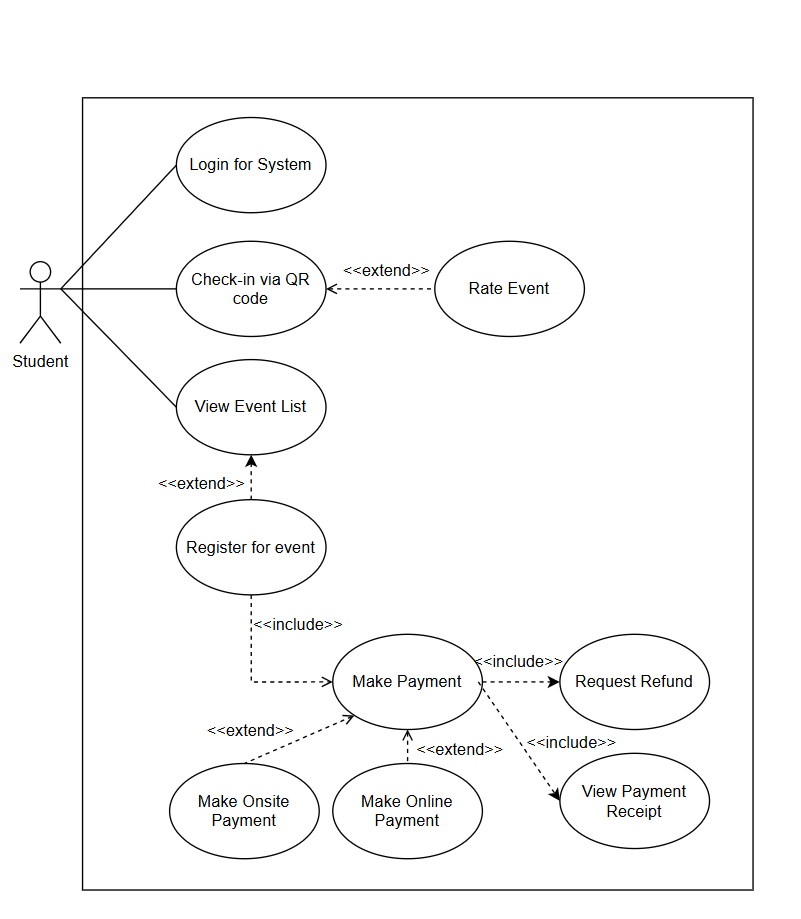 Login for System
Check-in via QR
code
<<extend>>
Rate Event
Student
View Event List
<<extend>>
Register for event
<<include>>
Make Payment
<<include>>
Request Refund
<<extend>>
<<extend>>
<<include>>
Make Onsite
Payment
Make Online
Payment
View Payment
Receipt